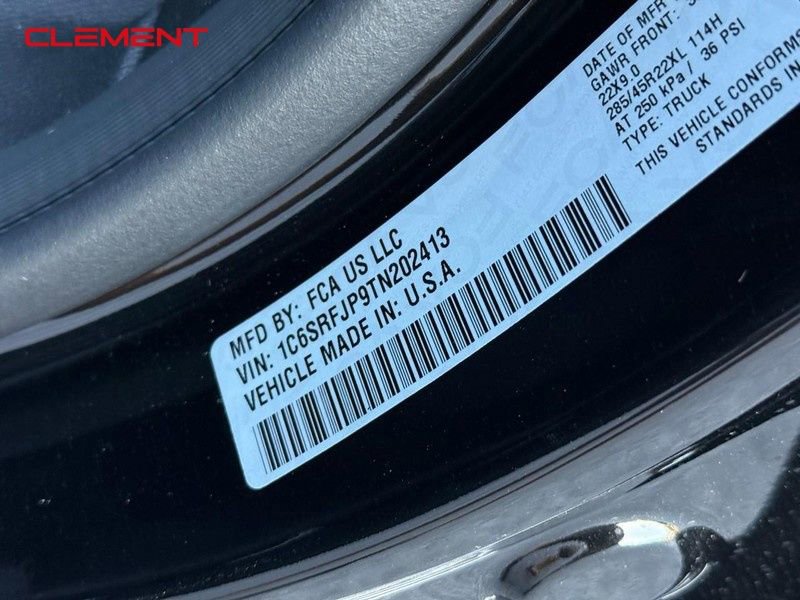 CLEMENT
MFD BY: FCA US LLC
VIN: 1C6SRFJP9TN202413
VEHICLE MADE IN: U.S.A.
DATE OF MFR
GAWR FRONT:
22X9.0
285/45R22XL 114H
AT 250 kPa / 36 PSI
TYPE: TRUCK
THIS VEHICLE CONFORMS
STANDARDS IN